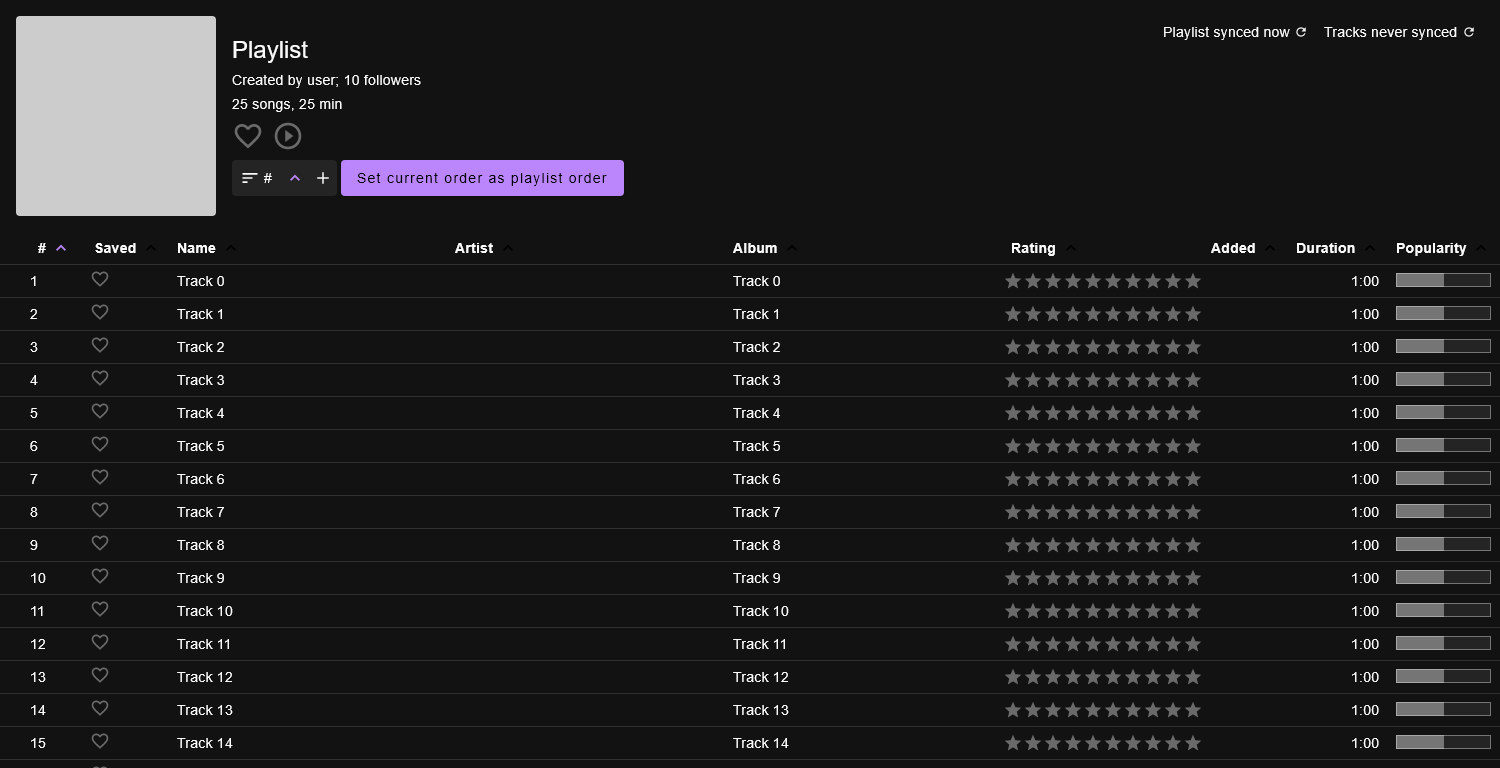 Playlist synced now Tracks never synced
Playlist
Created by user; 10 followers
25 songs, 25 min
# Set current order as playlist order
# Saved Name Artist Album Rating Added Duration Popularity
1 Track 0 Track 0 1:00
2 Track 1 Track 1 1:00
3 Track 2 Track 2 1:00
4 Track 3 Track 3 1:00
5 Track 4 Track 4 1:00
6 Track 5 Track 5 1:00
7 Track 6 Track 6 1:00
8 Track 7 Track 7 1:00
9 Track 8 Track 8 1:00
10 Track 9 Track 9 1:00
11 Track 10 Track 10 1:00
12 Track 11 Track 11 1:00
13 Track 12 Track 12 1:00
14 Track 13 Track 13 1:00
15 Track 14 Track 14 1:00